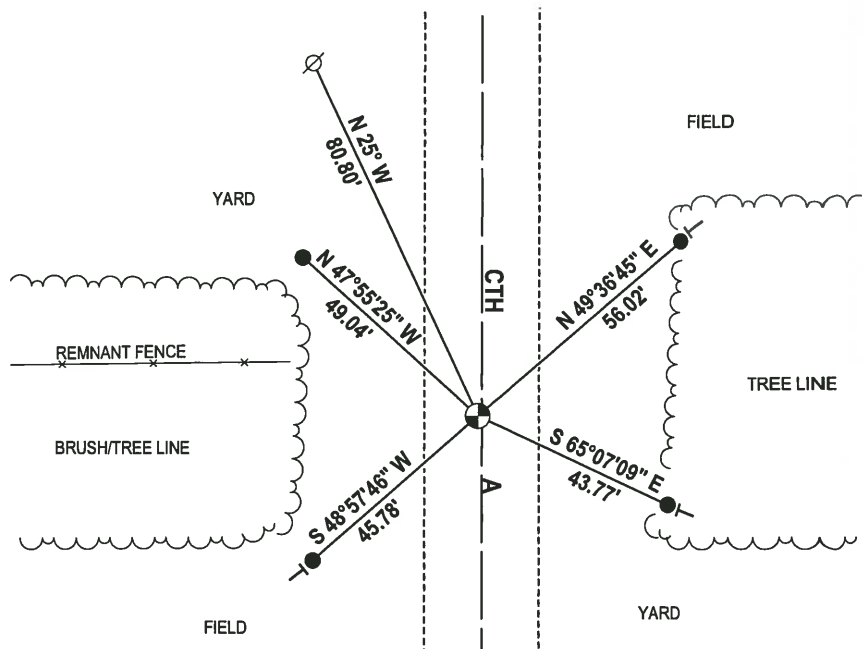 N 25° W
80.80'
FIELD
YARD
N 47°55'25" W
49.04'
CTH
N 49°36'45" E
56.02'
REMNANT FENCE
TREE LINE
BRUSH/TREE LINE
S 65°07'09" E
43.77'
S 48°57'46" W
45.78'
A
FIELD
YARD